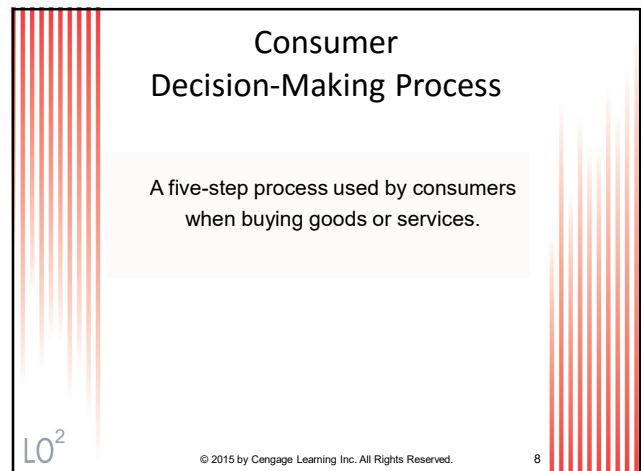 Consumer
Decision-Making Process
A five-step process used by consumers
when buying goods or services.
LO²
© 2015 by Cengage Learning Inc. All Rights Reserved.
8